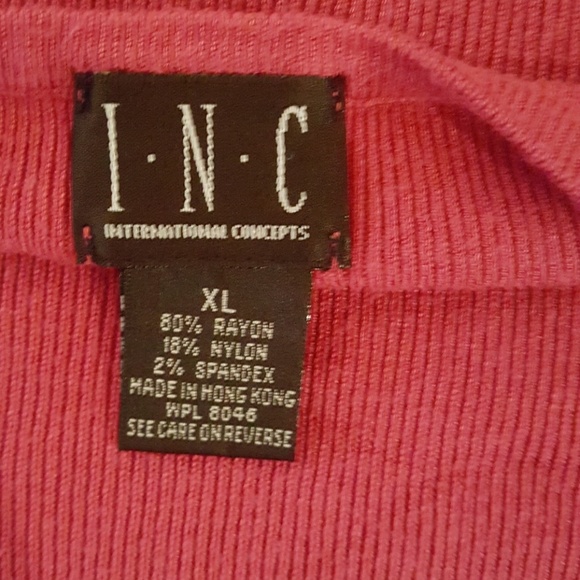 I·N·C
INTERNATIONAL CONCEPTS
XL
80% RAYON
18% NYLON
2% SPANDEX
MADE IN HONG KONG
WPL 8046
SEE CARE ON REVERSE